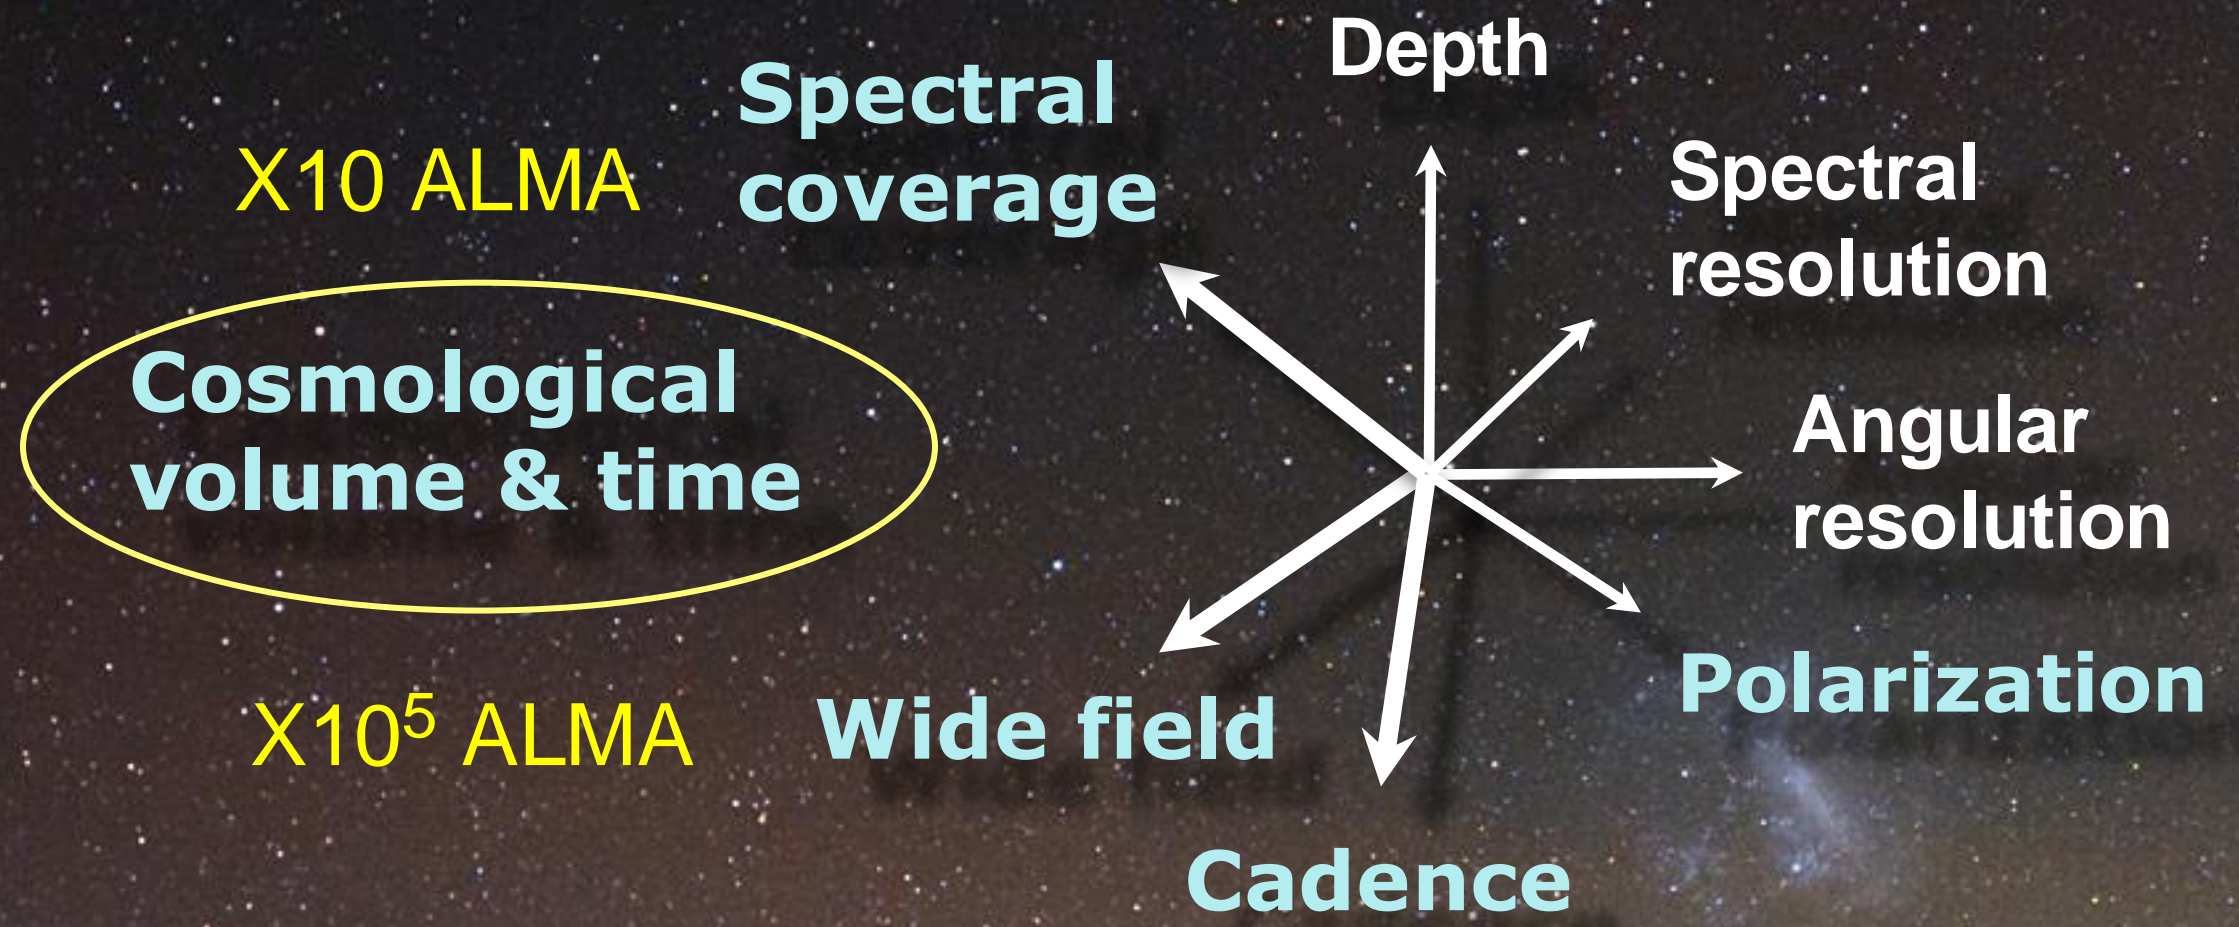 Depth
Spectral
coverage
X10 ALMA
Spectral
resolution
Cosmological
volume & time
Angular
resolution
X10⁵ ALMA
Wide field
Polarization
Cadence